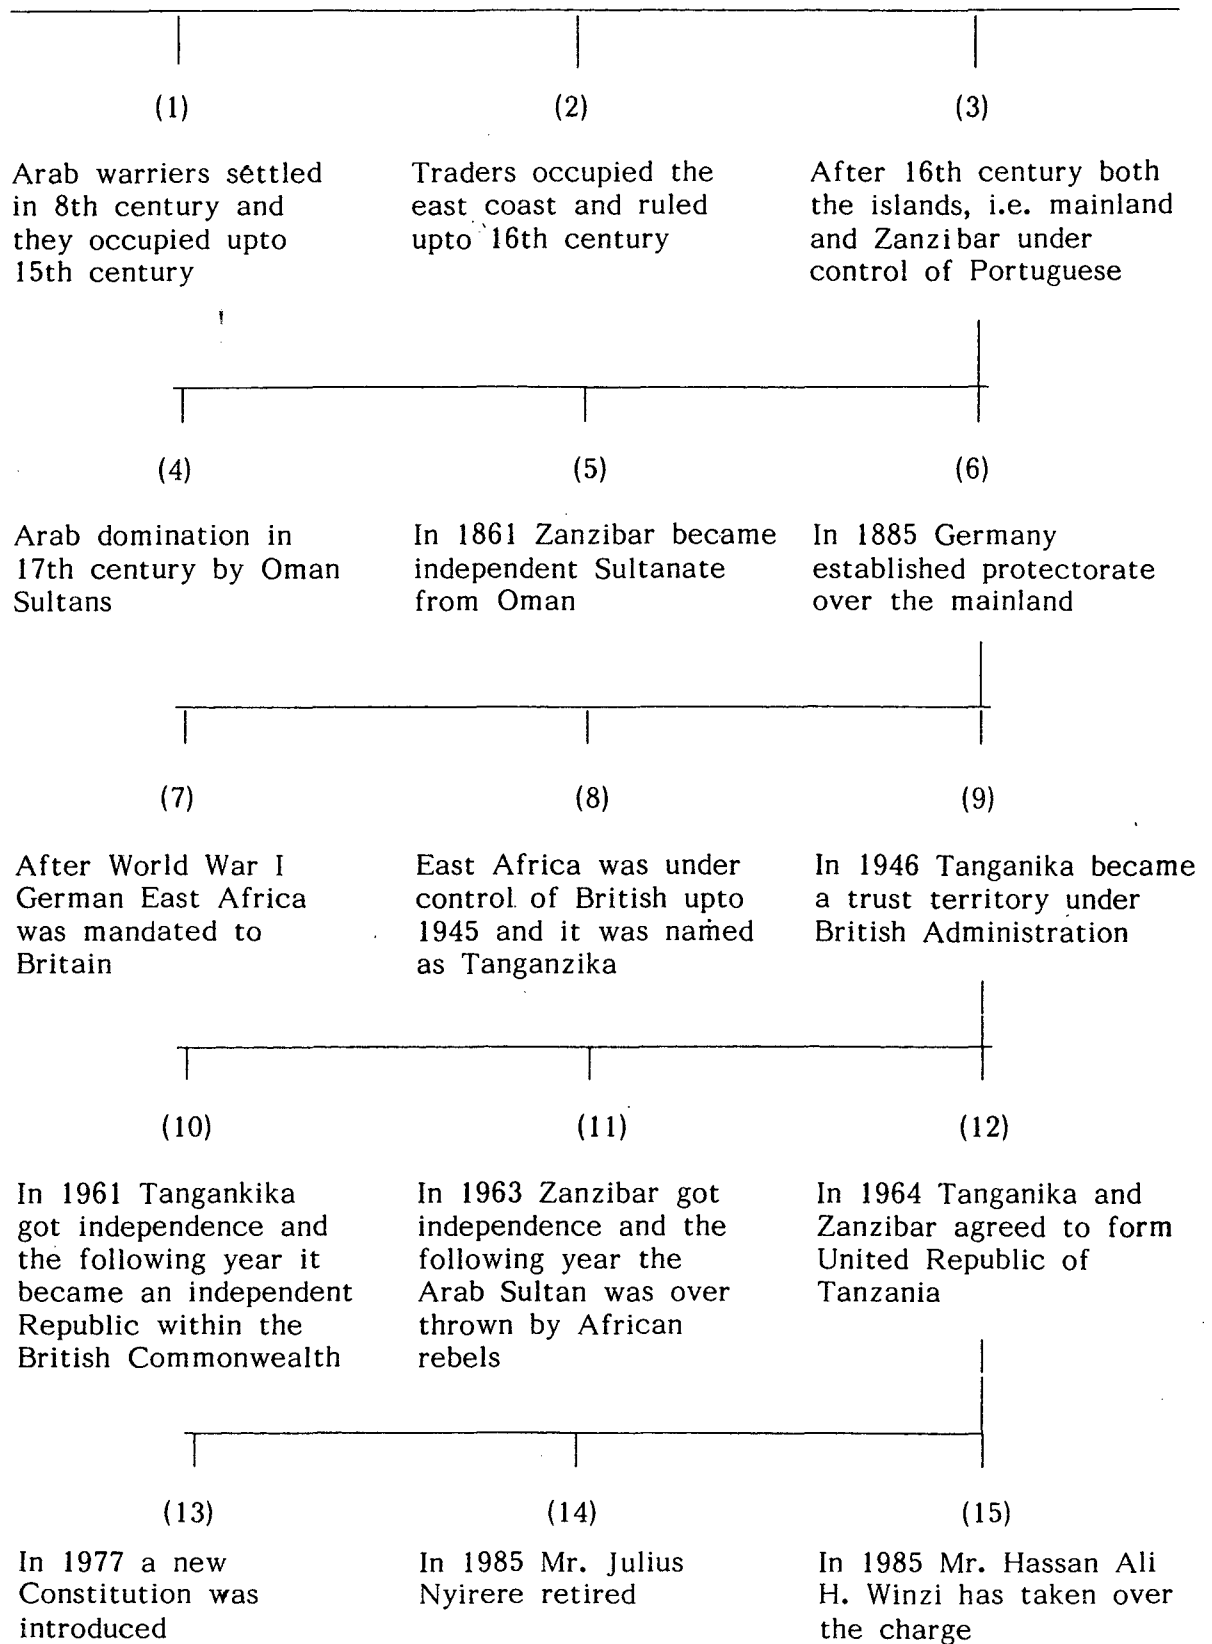 (1)
Arab warriers settled
in 8th century and
they occupied upto
15th century
(2)
Traders occupied the
east coast and ruled
upto 16th century
(3)
After 16th century both
the islands, i.e. mainland
and Zanzibar under
control of Portuguese
(4)
Arab domination in
17th century by Oman
Sultans
(5)
In 1861 Zanzibar became
independent Sultanate
from Oman
(6)
In 1885 Germany
established protectorate
over the mainland
(7)
After World War I
German East Africa
was mandated to
Britain
(8)
East Africa was under
control of British upto
1945 and it was named
as Tanganzika
(9)
In 1946 Tanganika became
a trust territory under
British Administration
(10)
In 1961 Tangankika
got independence and
the following year it
became an independent
Republic within the
British Commonwealth
(11)
In 1963 Zanzibar got
independence and the
following year the
Arab Sultan was over
thrown by African
rebels
(12)
In 1964 Tanganika and
Zanzibar agreed to form
United Republic of
Tanzania
(13)
In 1977 a new
Constitution was
introduced
(14)
In 1985 Mr. Julius
Nyirere retired
(15)
In 1985 Mr. Hassan Ali
H. Winzi has taken over
the charge